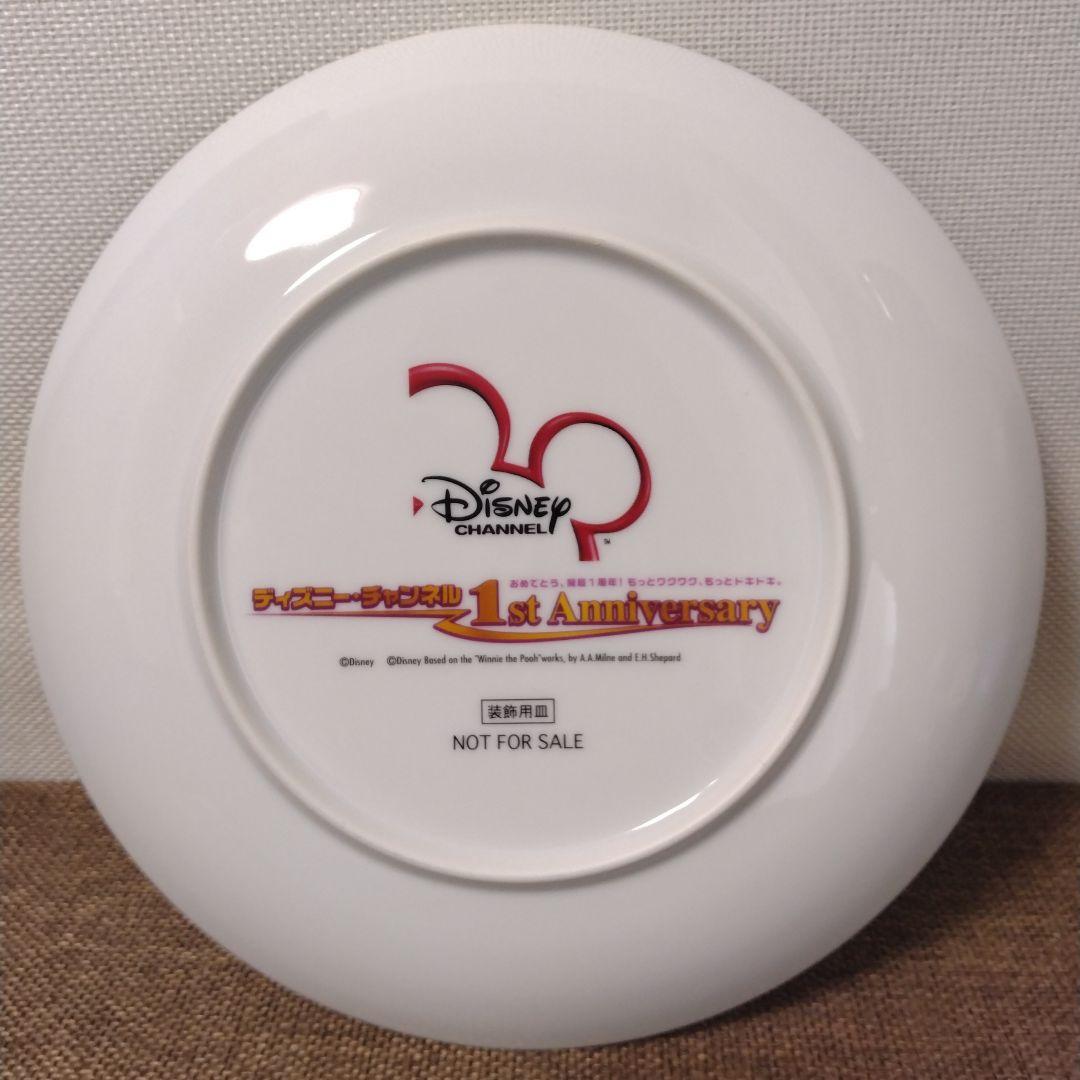 Disney
CHANNEL
TM
おめでとう、開局1周年!もっとワクワク、もっとドキドキ。
ディズニー・チャンネル 1st Anniversary
©Disney ©Disney Based on the "Winnie the Pooh"works, by A.A.Milne and E.H.Shepard
装飾用皿
NOT FOR SALE